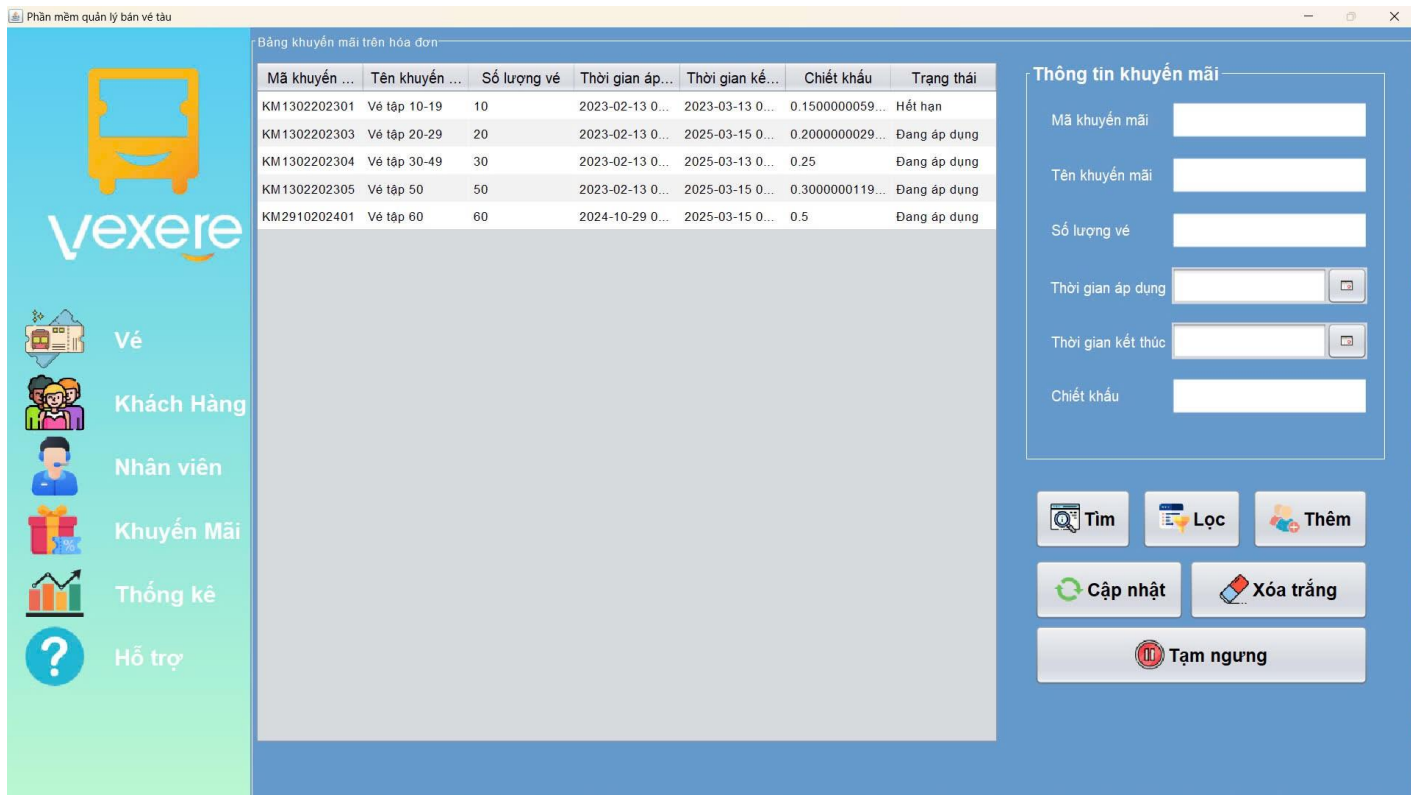 Phần mềm quản lý bán vé tàu
vexere
Vé
Khách Hàng
Nhân viên
Khuyến Mãi
Thống kê
Hỗ trợ
Bảng khuyến mãi trên hóa đơn
Mã khuyến ... Tên khuyến ... Số lượng vé Thời gian áp... Thời gian kế... Chiết khấu Trạng thái
KM1302202301 Vé tập 10-19 10 2023-02-13 0... 2023-03-13 0... 0.1500000059... Hết hạn
KM1302202303 Vé tập 20-29 20 2023-02-13 0... 2025-03-15 0... 0.2000000029... Đang áp dụng
KM1302202304 Vé tập 30-49 30 2023-02-13 0... 2025-03-13 0... 0.25 Đang áp dụng
KM1302202305 Vé tập 50 50 2023-02-13 0... 2025-03-15 0... 0.3000000119... Đang áp dụng
KM2910202401 Vé tập 60 60 2024-10-29 0... 2025-03-15 0... 0.5 Đang áp dụng
Thông tin khuyến mãi
Mã khuyến mãi
Tên khuyến mãi
Số lượng vé
Thời gian áp dụng
Thời gian kết thúc
Chiết khấu
Tìm Lọc Thêm
Cập nhật Xóa trắng
Tạm ngưng